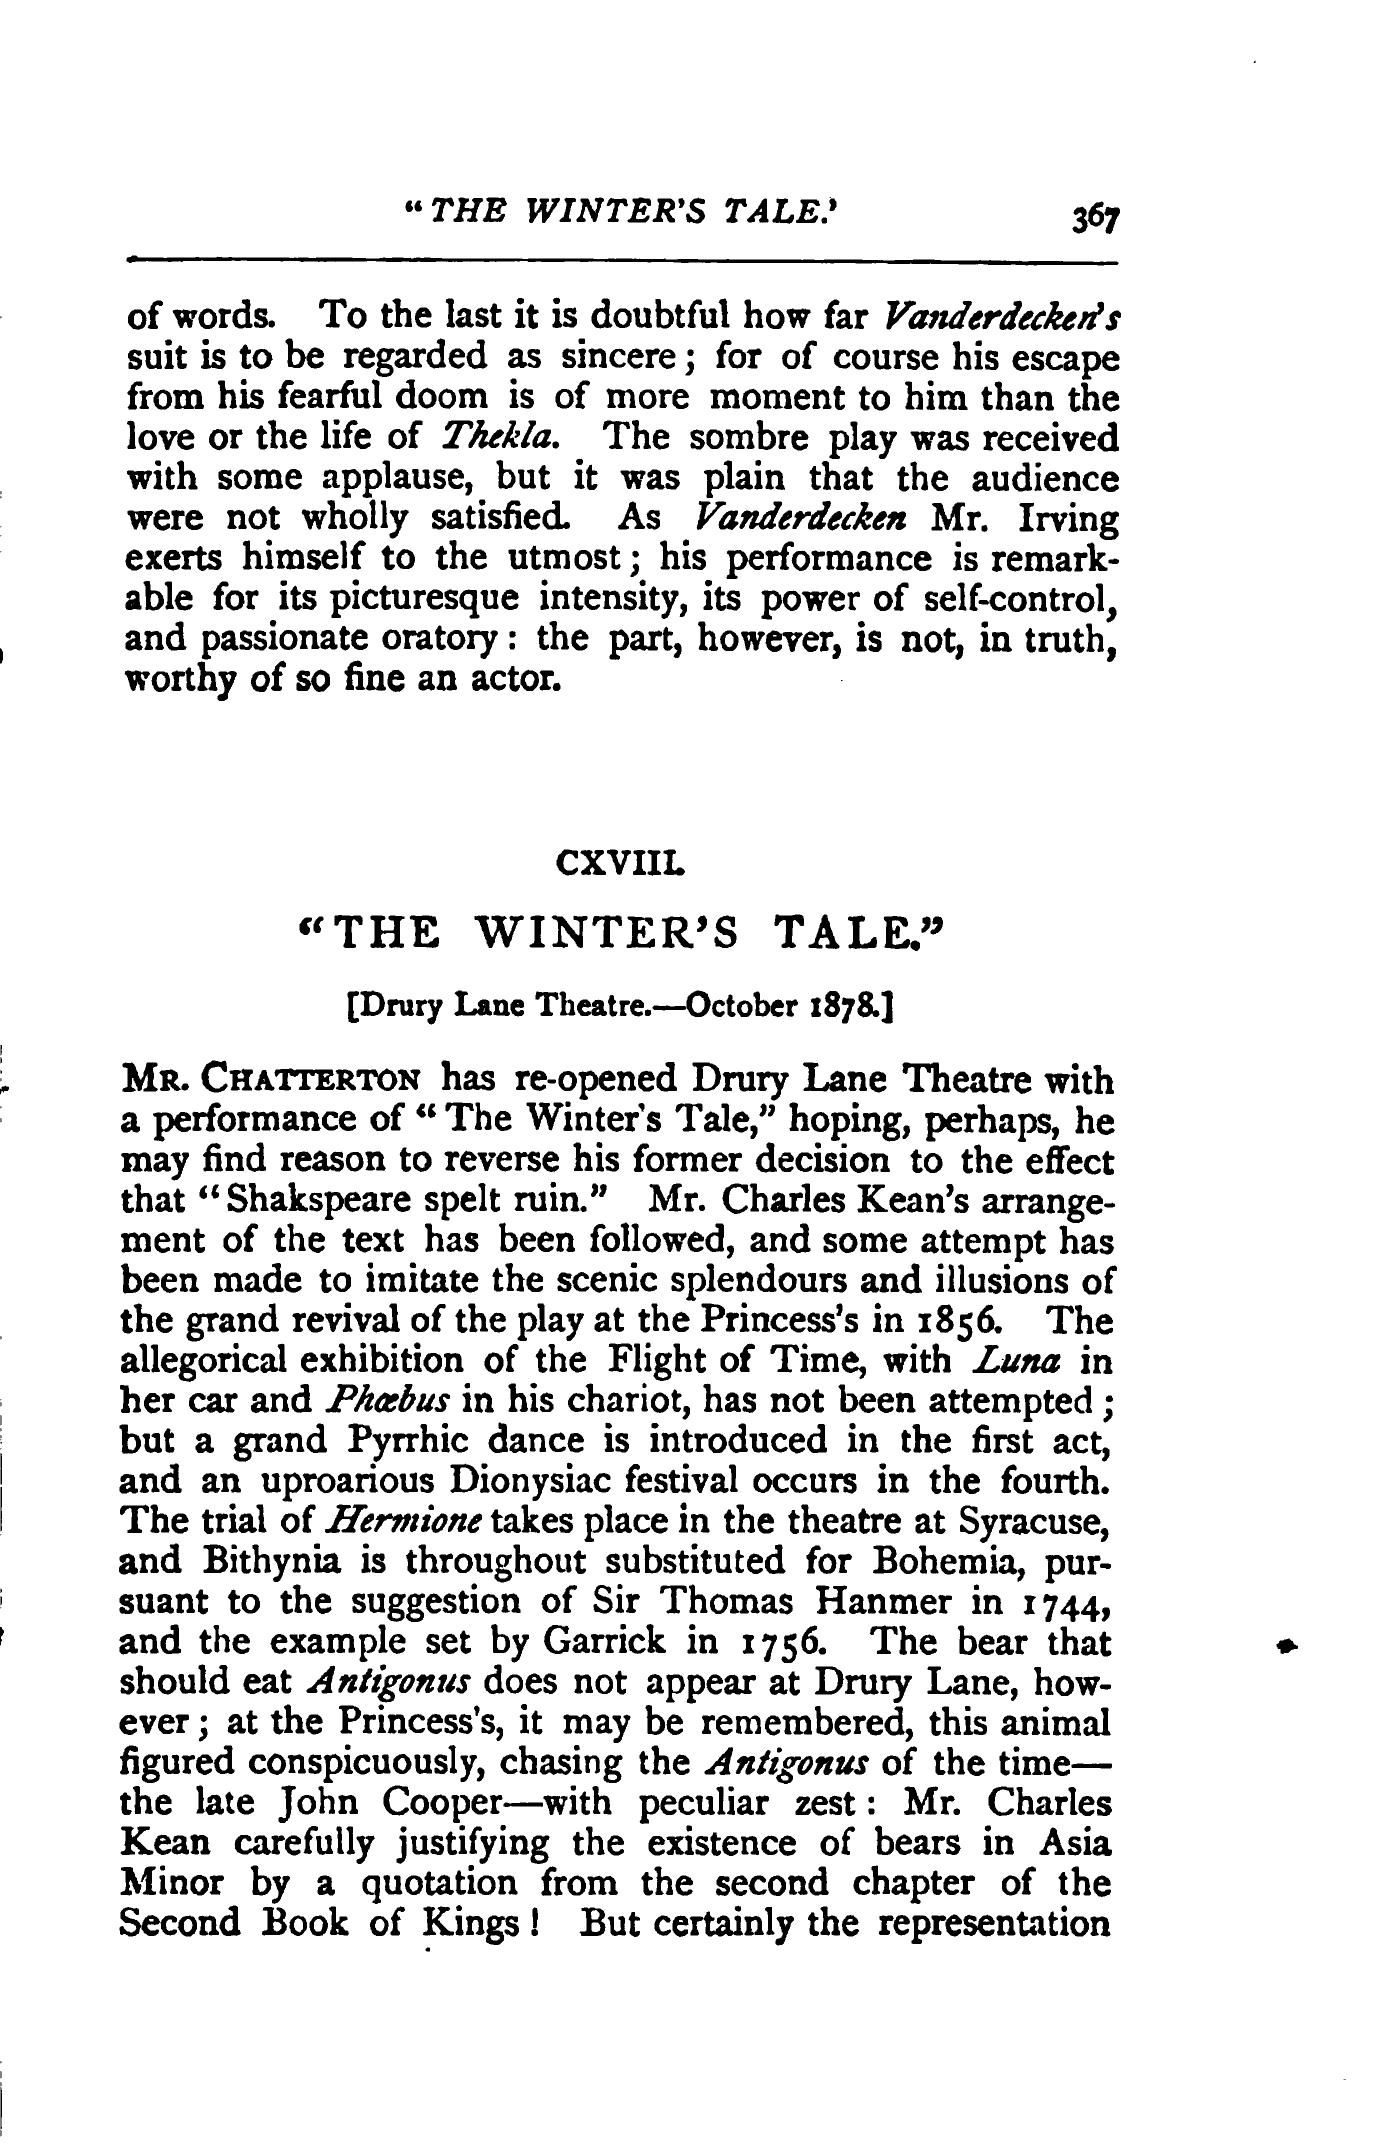 "THE WINTER'S TALE.'
367
of words. To the last it is doubtful how far Vanderdecken's
suit is to be regarded as sincere; for of course his escape
from his fearful doom is of more moment to him than the
love or the life of Thekla. The sombre play was received
with some applause, but it was plain that the audience
were not wholly satisfied. As Vanderdecken Mr. Irving
exerts himself to the utmost; his performance is remark-
able for its picturesque intensity, its power of self-control,
and passionate oratory: the part, however, is not, in truth,
worthy of so fine an actor.
CXVIII.
"THE WINTER'S TALE."
[Drury Lane Theatre.—October 1878.]
MR. CHATTERTON has re-opened Drury Lane Theatre with
a performance of "The Winter's Tale," hoping, perhaps, he
may find reason to reverse his former decision to the effect
that "Shakspeare spelt ruin." Mr. Charles Kean's arrange-
ment of the text has been followed, and some attempt has
been made to imitate the scenic splendours and illusions of
the grand revival of the play at the Princess's in 1856. The
allegorical exhibition of the Flight of Time, with Luna in
her car and Phœbus in his chariot, has not been attempted;
but a grand Pyrrhic dance is introduced in the first act,
and an uproarious Dionysiac festival occurs in the fourth.
The trial of Hermione takes place in the theatre at Syracuse,
and Bithynia is throughout substituted for Bohemia, pur-
suant to the suggestion of Sir Thomas Hanmer in 1744,
and the example set by Garrick in 1756. The bear that
should eat Antigonus does not appear at Drury Lane, how-
ever; at the Princess's, it may be remembered, this animal
figured conspicuously, chasing the Antigonus of the time—
the late John Cooper—with peculiar zest: Mr. Charles
Kean carefully justifying the existence of bears in Asia
Minor by a quotation from the second chapter of the
Second Book of Kings! But certainly the representation